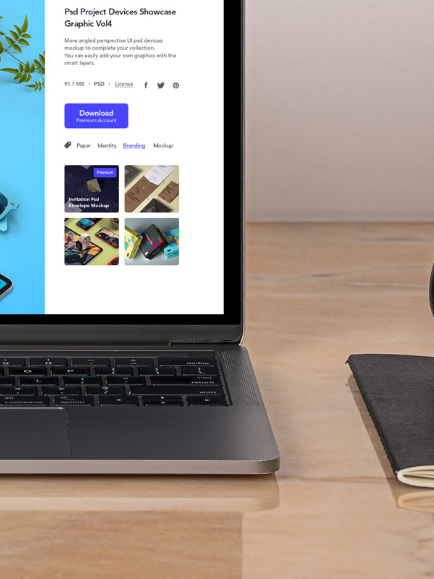 Psd Project Devices Showcase
Graphic Vol4
More angled perspective UI psd devices
mockup to complete your collection.
You can easily add your own graphics with the
smart layers.
91.7 MB | PSD | License
Download
Premium Account
Paper Identity Branding Mockup
Premium
Invitation Psd
Envelope Mockup
return
shift